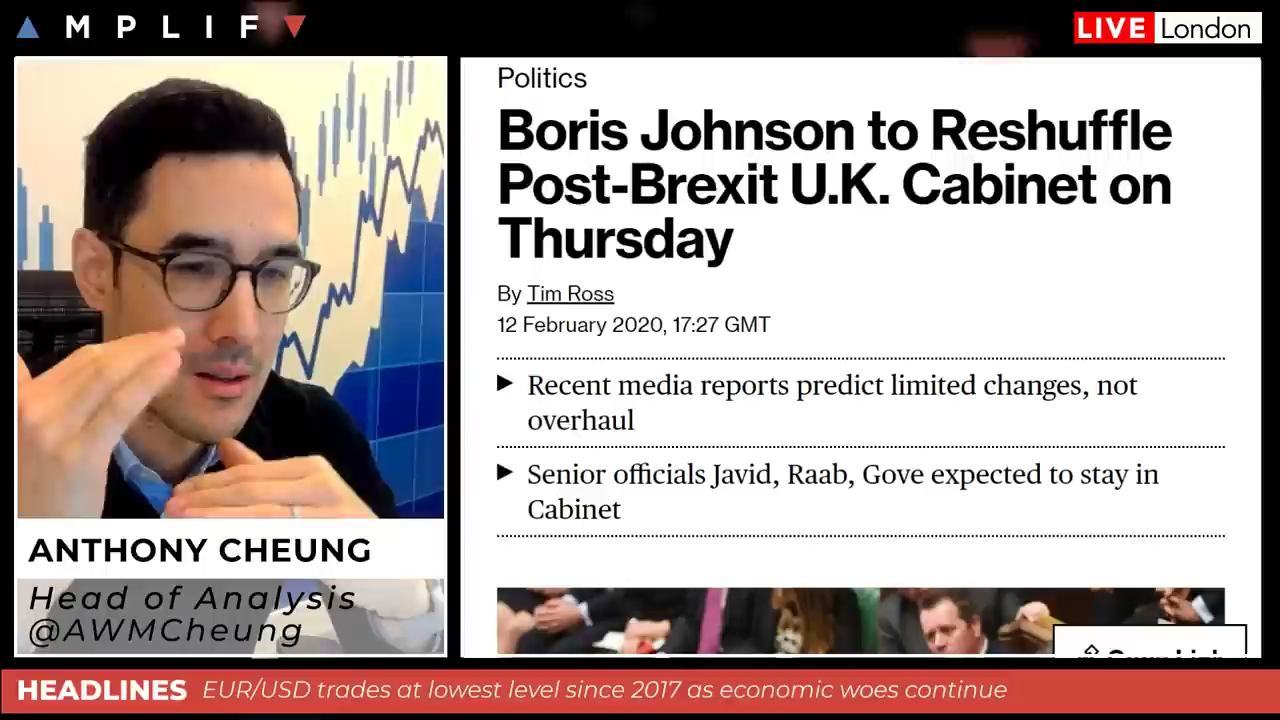 AMPLIFY
LIVE London
Politics
Boris Johnson to Reshuffle
Post-Brexit U.K. Cabinet on
Thursday
By Tim Ross
12 February 2020, 17:27 GMT
Recent media reports predict limited changes, not
overhaul
Senior officials Javid, Raab, Gove expected to stay in
Cabinet
ANTHONY CHEUNG
Head of Analysis
@AWMCheung
HEADLINES EUR/USD trades at lowest level since 2017 as economic woes continue